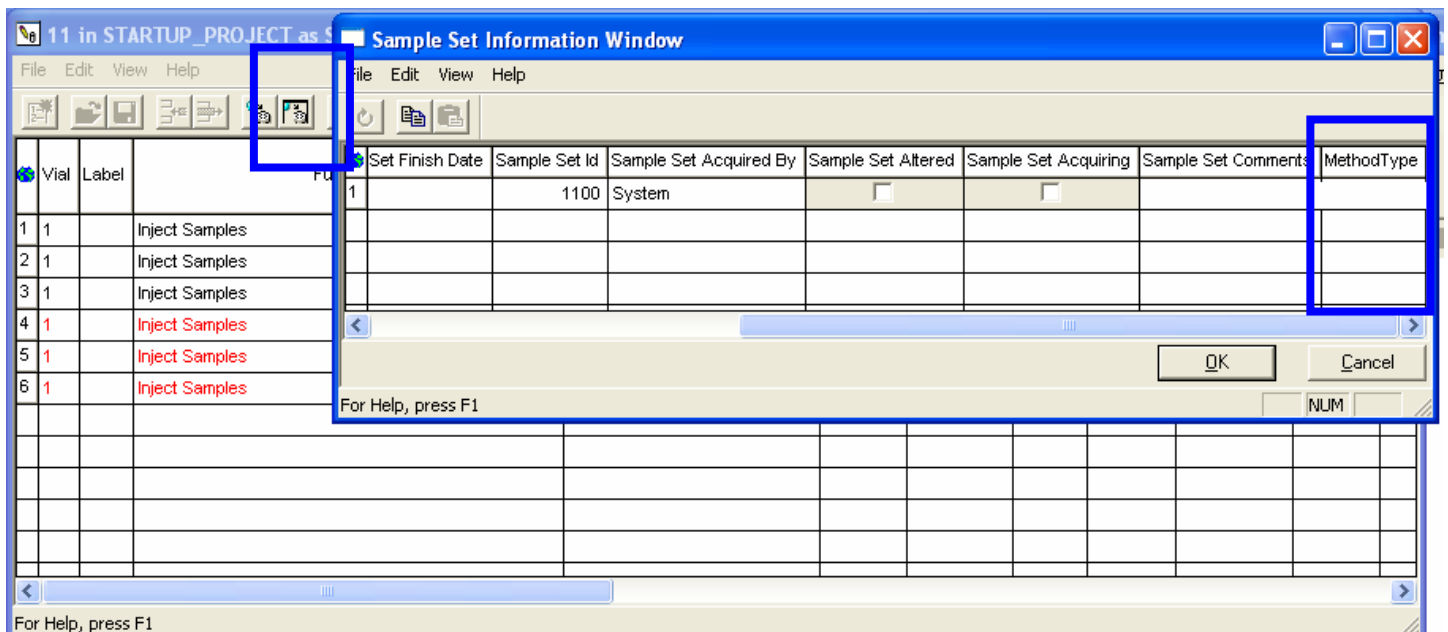 11 in STARTUP_PROJECT as S
File Edit View Help
Vial Label Fu
1 1 Inject Samples
2 1 Inject Samples
3 1 Inject Samples
4 1 Inject Samples
5 1 Inject Samples
6 1 Inject Samples
For Help, press F1
Sample Set Information Window
File Edit View Help
Set Finish Date Sample Set Id Sample Set Acquired By Sample Set Altered Sample Set Acquiring Sample Set Comments MethodType
1 1100 System
OK Cancel
For Help, press F1 NUM